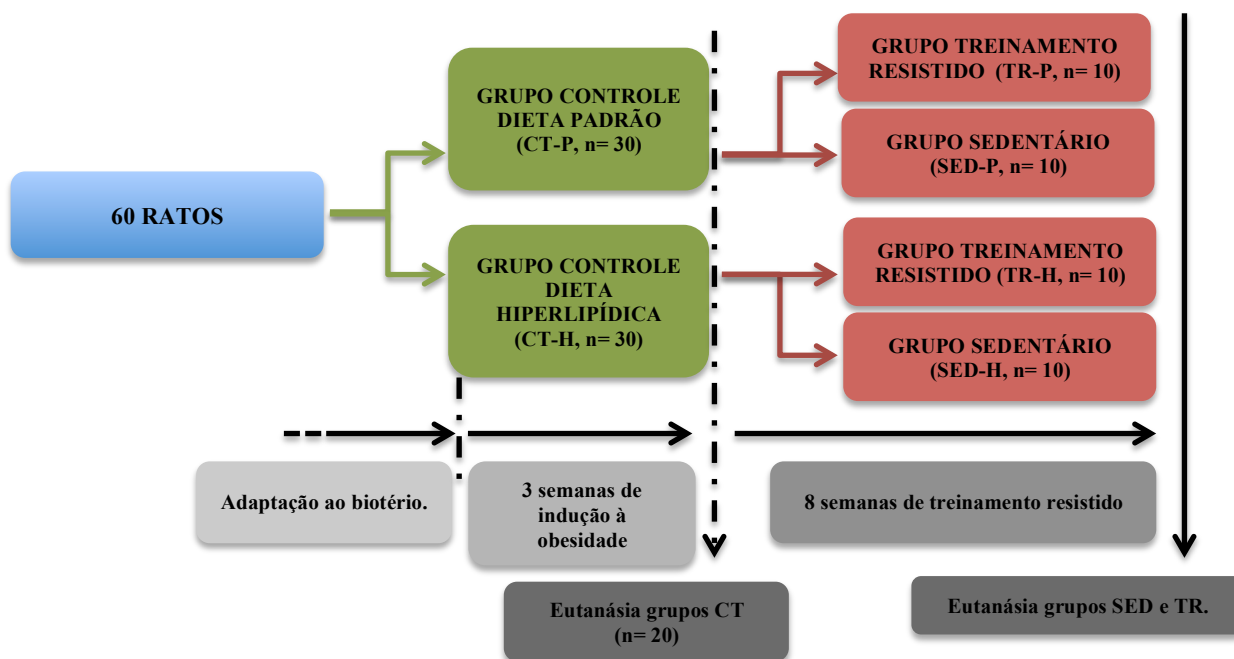 60 RATOS
GRUPO CONTROLE
DIETA PADRÃO
(CT-P, n= 30)
GRUPO CONTROLE
DIETA
HIPERLIPÍDICA
(CT-H, n= 30)
GRUPO TREINAMENTO
RESISTIDO (TR-P, n= 10)
GRUPO SEDENTÁRIO
(SED-P, n= 10)
GRUPO TREINAMENTO
RESISTIDO (TR-H, n= 10)
GRUPO SEDENTÁRIO
(SED-H, n= 10)
Adaptação ao biotério.
3 semanas de
indução à
obesidade
8 semanas de treinamento resistido
Eutanásia grupos CT
(n= 20)
Eutanásia grupos SED e TR.